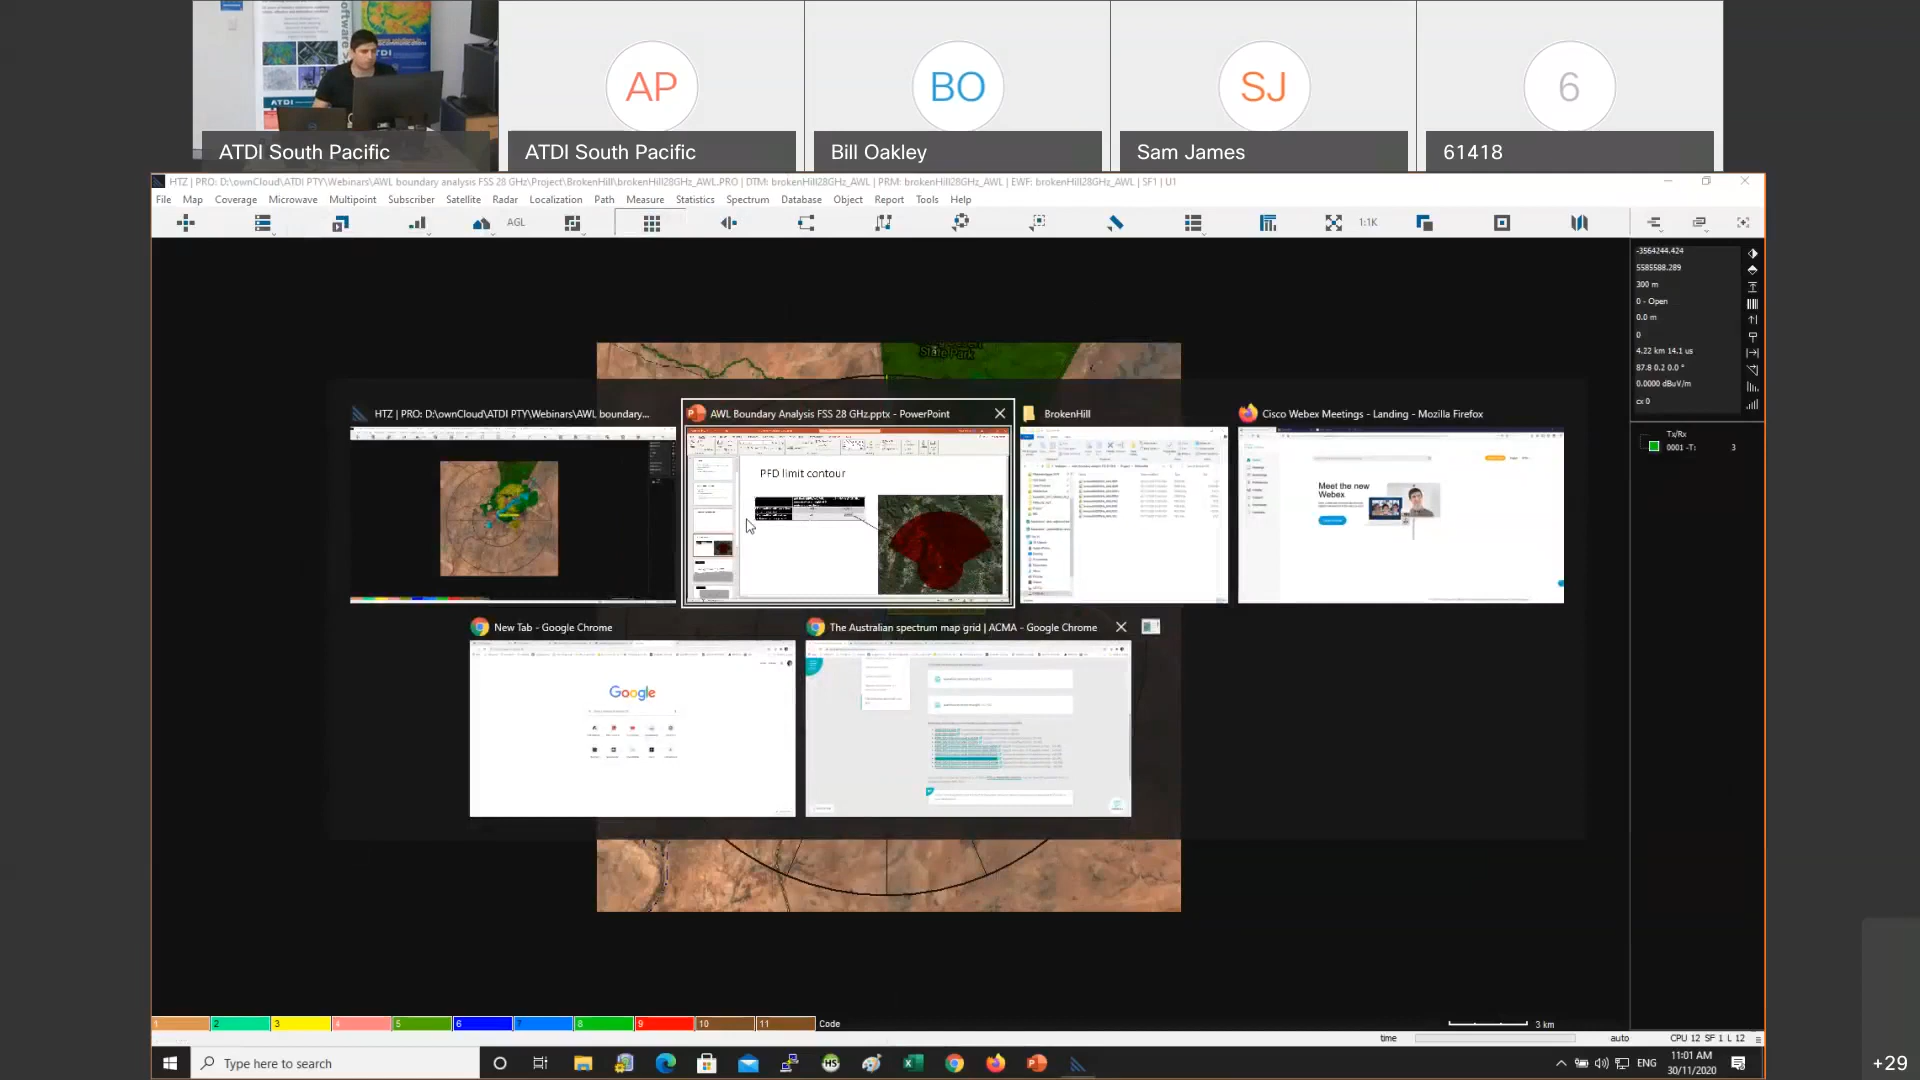 AP
BO
SJ
6
ATDI South Pacific
ATDI South Pacific
Bill Oakley
Sam James
61418
HTZ | PRO: D:\ownCloud\ATDI PTY\Webinars\AWL boundary analysis FSS 28 GHz\Project\BrokenHill\brokenHill28GHz_AWL.PRO | DTM: brokenHill28GHz_AWL | PRM: brokenHill28GHz_AWL | EWF: brokenHill28GHz_AWL | SF1 | U1
File Map Coverage Microwave Multipoint Subscriber Satellite Radar Localization Path Measure Statistics Spectrum Database Object Report Tools Help
AGL
1:1K
-3564244.424
5585588.289
300 m
0 - Open
0.0 m
0
4.22 km 14.1 us
87.8 0.2 0.0 °
0.0000 dBuV/m
cx 0
Tx/Rx
0001 -T: 3
State Park
HTZ | PRO: D:\ownCloud\ATDI PTY\Webinars\AWL boundary...
AWL Boundary Analysis FSS 28 GHz.pptx - PowerPoint
BrokenHill
Cisco Webex Meetings - Landing - Mozilla Firefox
PFD limit contour
Meet the new
Webex
New Tab - Google Chrome
The Australian spectrum map grid | ACMA - Google Chrome
Google
1 2 3 4 5 6 7 8 9 10 11 Code
3 km
time
auto
CPU 12 SF 1 L 12
Type here to search
ENG
11:01 AM
30/11/2020
+29